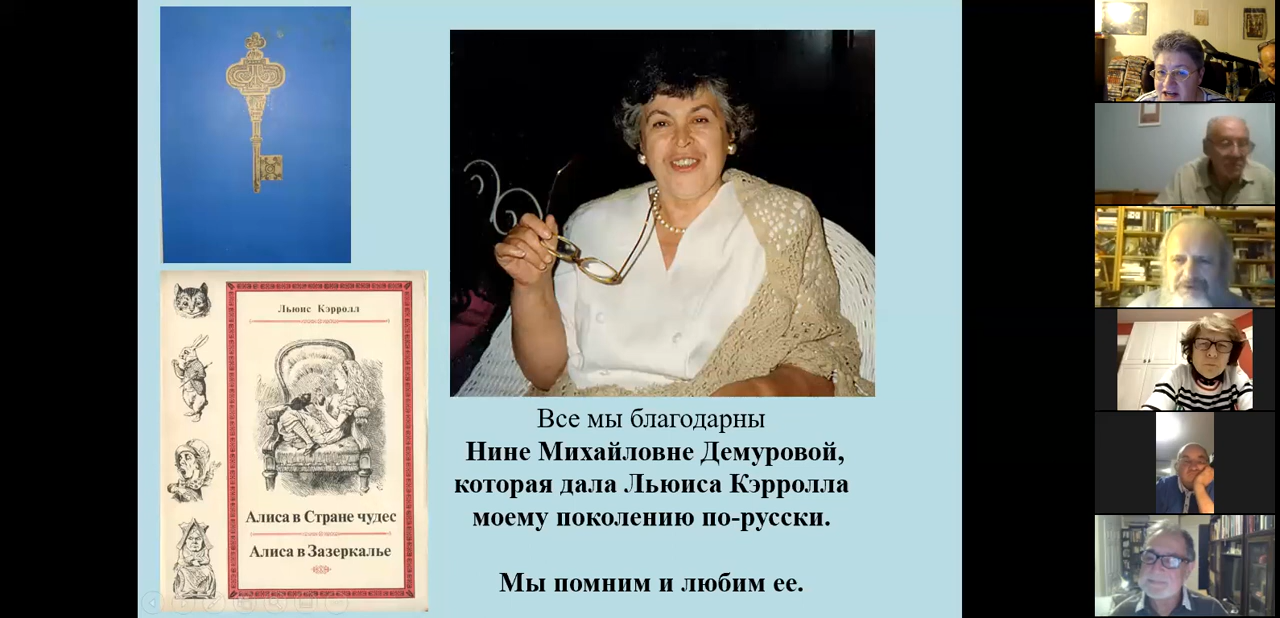 Льюис Кэрролл
Алиса в Стране чудес
Алиса в Зазеркалье
Все мы благодарны
Нине Михайловне Демуровой,
которая дала Льюиса Кэрролла
моему поколению по-русски.
Мы помним и любим ее.